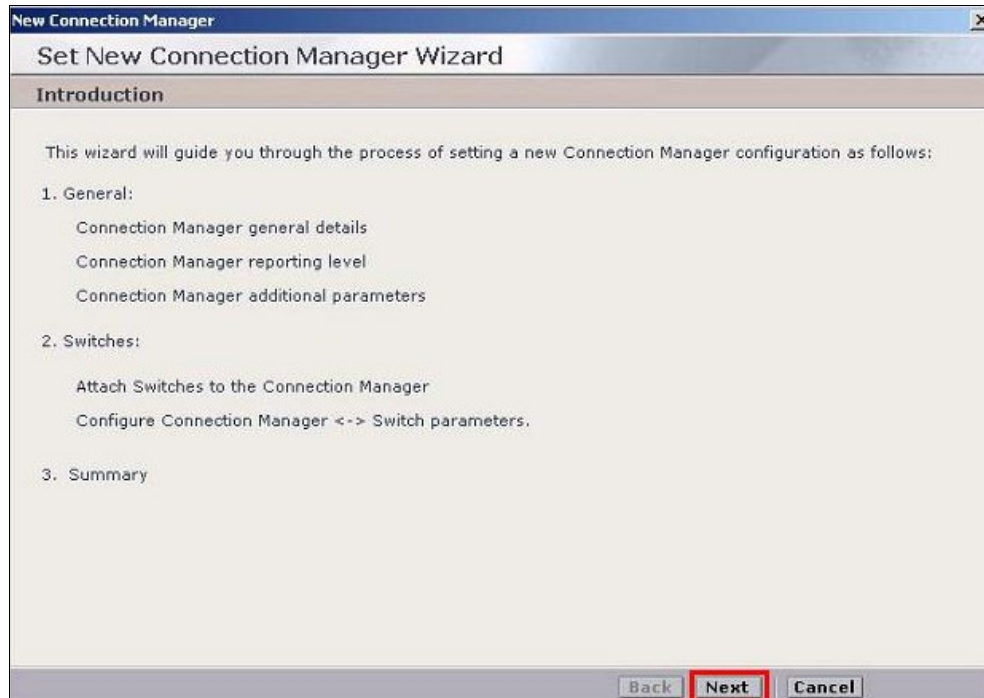 New Connection Manager
Set New Connection Manager Wizard
Introduction
This wizard will guide you through the process of setting a new Connection Manager configuration as follows:
1. General:
Connection Manager general details
Connection Manager reporting level
Connection Manager additional parameters
2. Switches:
Attach Switches to the Connection Manager
Configure Connection Manager <-> Switch parameters.
3. Summary
Back Next Cancel